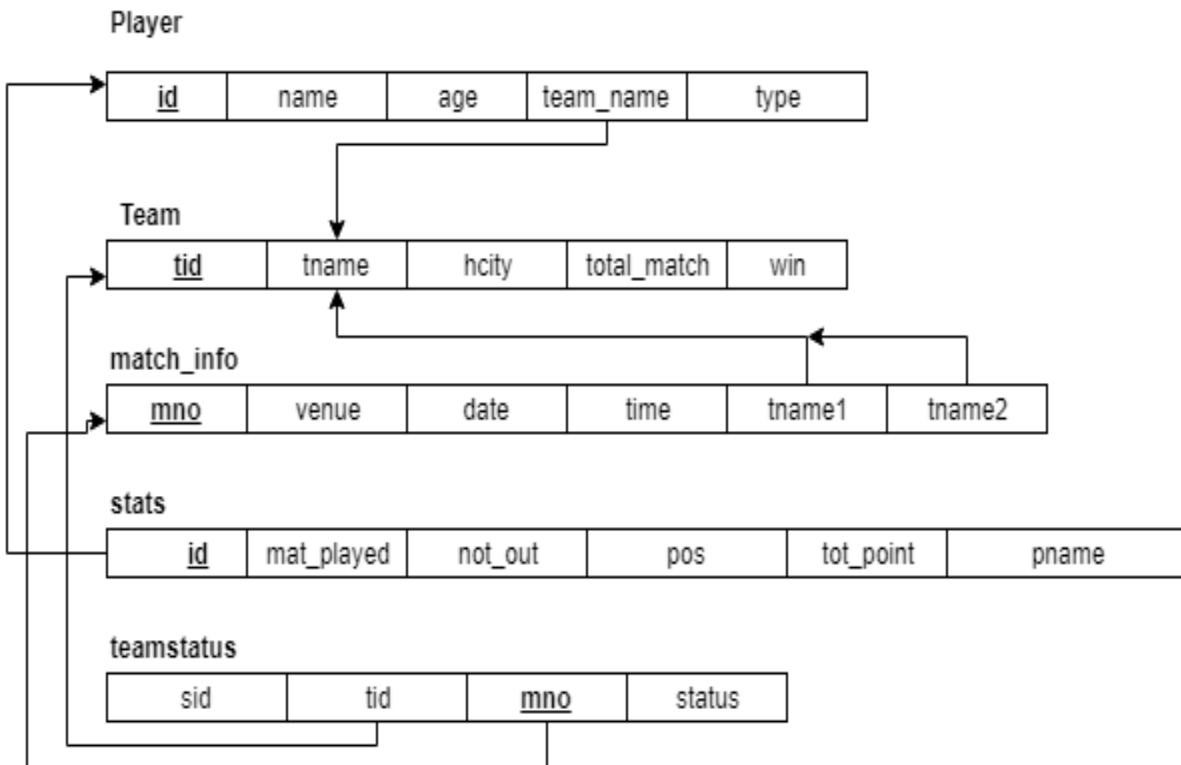 Player
id name age team_name type
Team
tid tname hcity total_match win
match_info
mno venue date time tname1 tname2
stats
id mat_played not_out pos tot_point pname
teamstatus
sid tid mno status